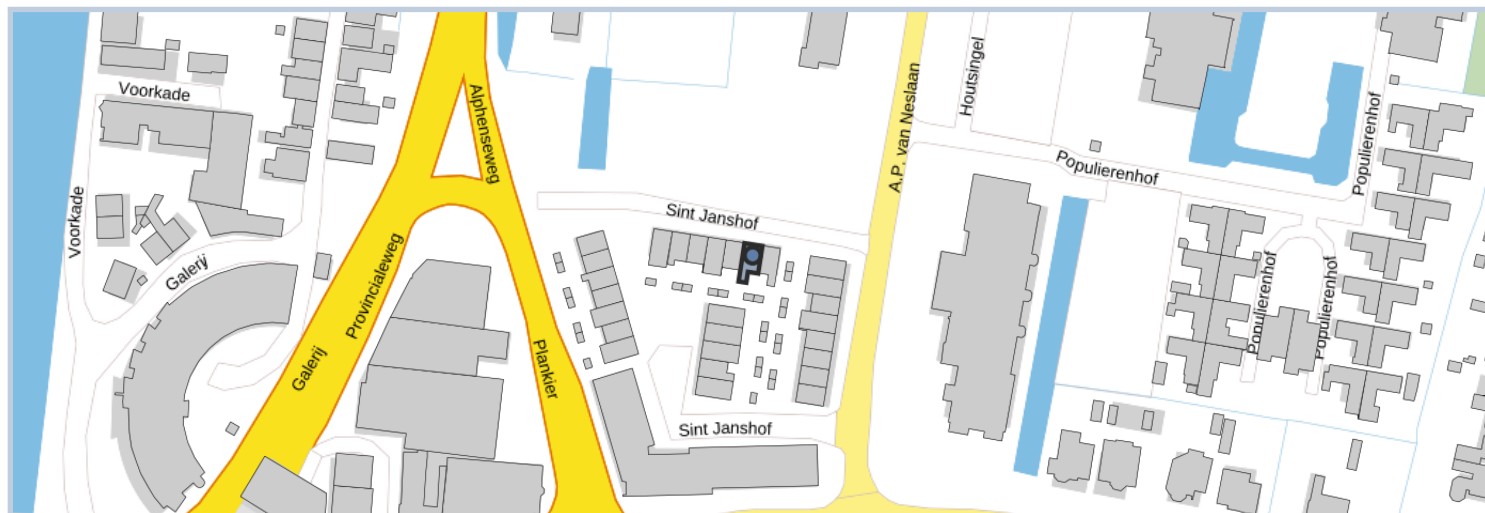 Voorkade
Alphenseweg
A.P. van Neslaan
Houtsingel
Populierenhof
Populierenhof
Voorkade
Sint Janshof
Galerij
Provincialeweg
Populierenhof
Populierenhof
Galerij
Plankier
Sint Janshof